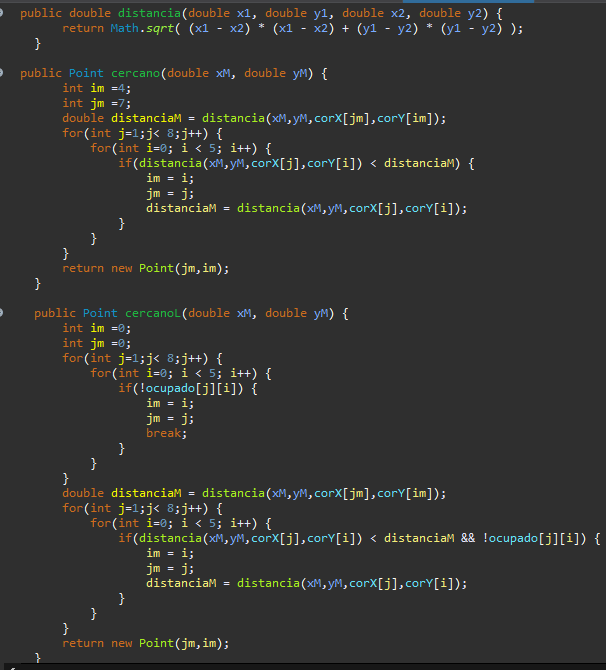 public double distancia(double x1, double y1, double x2, double y2) {
return Math.sqrt( (x1 - x2) * (x1 - x2) + (y1 - y2) * (y1 - y2) );
}
public Point cercano(double xM, double yM) {
int im =4;
int jm =7;
double distanciaM = distancia(xM,yM,corX[jm],corY[im]);
for(int j=1;j< 8;j++) {
for(int i=0; i < 5; i++) {
if(distancia(xM,yM,corX[j],corY[i]) < distanciaM) {
im = i;
jm = j;
distanciaM = distancia(xM,yM,corX[j],corY[i]);
}
}
}
return new Point(jm,im);
}
public Point cercanoL(double xM, double yM) {
int im =0;
int jm =0;
for(int j=1;j< 8;j++) {
for(int i=0; i < 5; i++) {
if(!ocupado[j][i]) {
im = i;
jm = j;
break;
}
}
}
double distanciaM = distancia(xM,yM,corX[jm],corY[im]);
for(int j=1;j< 8;j++) {
for(int i=0; i < 5; i++) {
if(distancia(xM,yM,corX[j],corY[i]) < distanciaM && !ocupado[j][i]) {
im = i;
jm = j;
distanciaM = distancia(xM,yM,corX[j],corY[i]);
}
}
}
return new Point(jm,im);
}